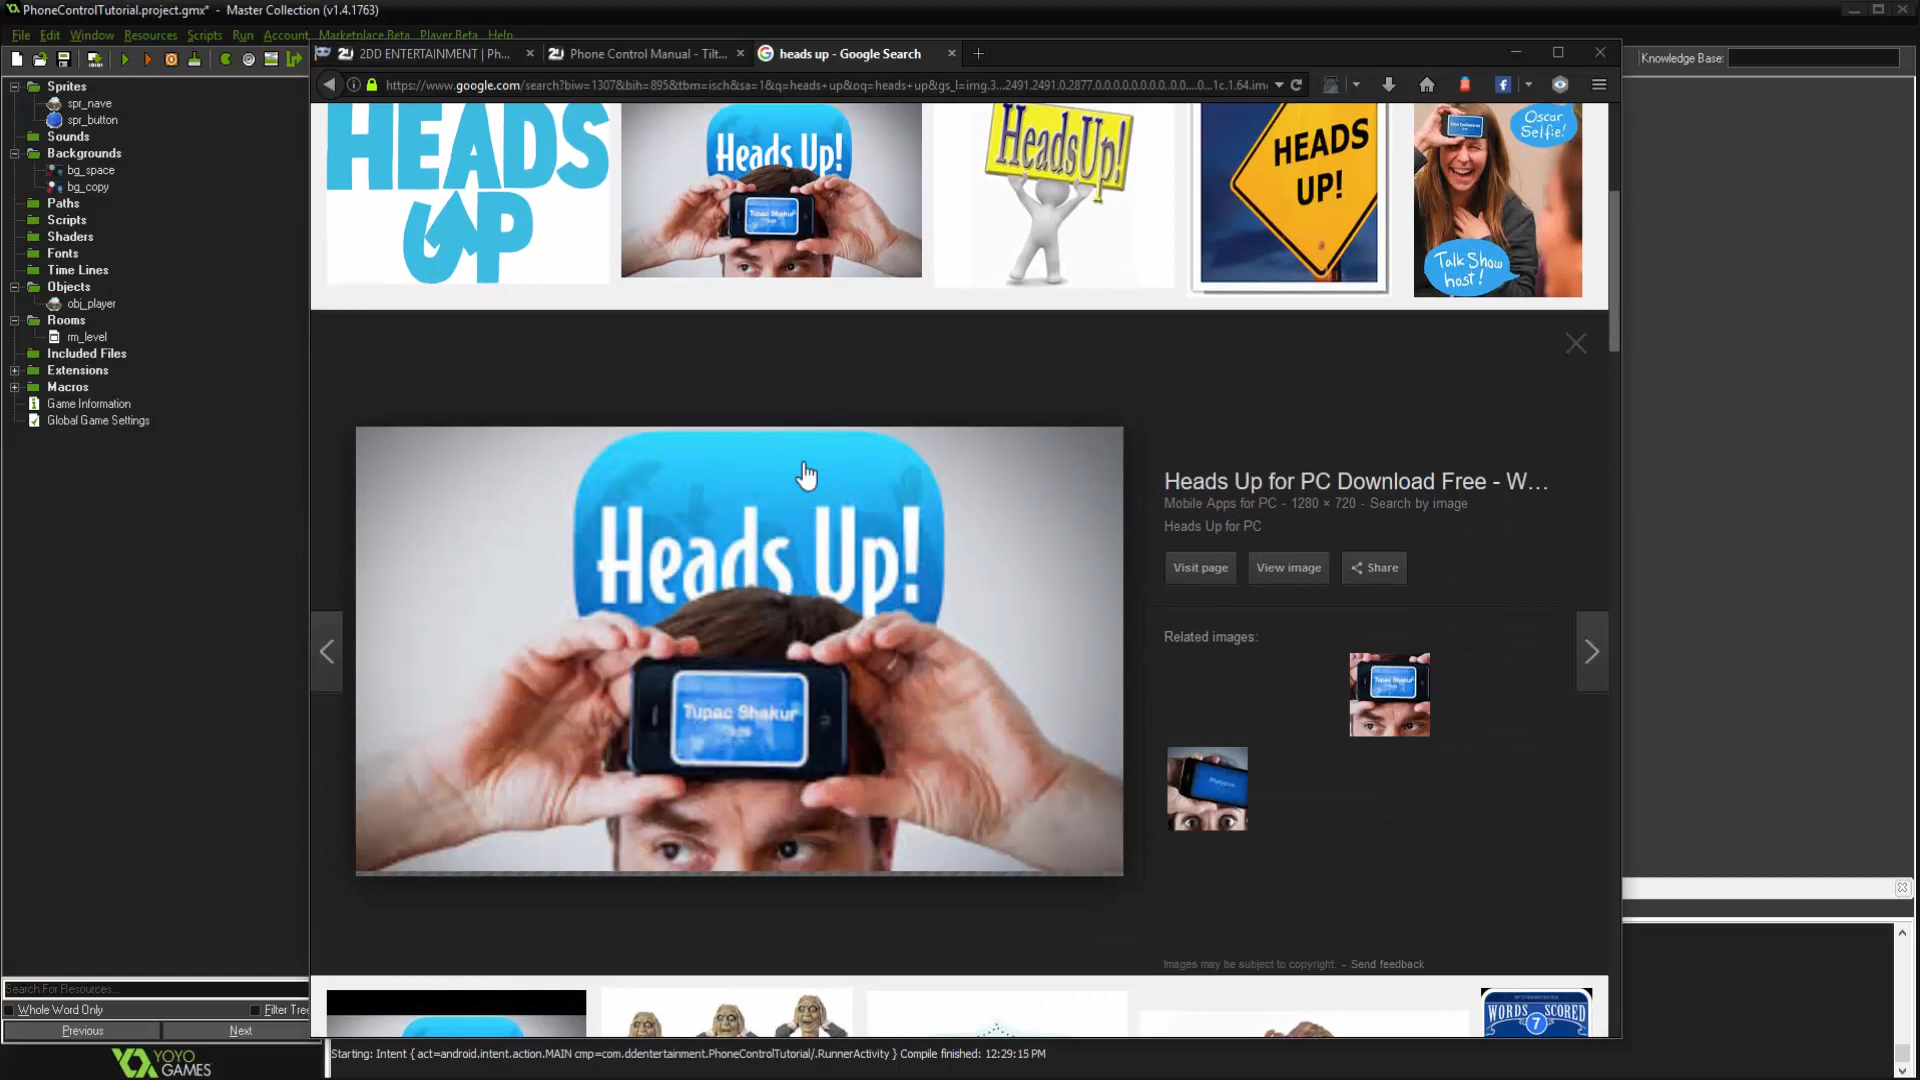 PhoneControlTutorial.project.gmx* - Master Collection (v1.4.1763)
File Edit Window Resources Scripts Run Account Marketplace Beta Player Beta Help
2DD ENTERTAINMENT | Ph...
Phone Control Manual - Tilt...
heads up - Google Search
Knowledge Base:
https://www.google.com/search?biw=1307&bih=895&tbm=isch&sa=1&q=heads+up&oq=heads+up&gs_l=img.3...2491.2491.0.2877.0.0.0.0.0.0.0.0..0.0....0...1c.1.64.im
Sprites
spr_nave
spr_button
Sounds
Backgrounds
bg_space
bg_copy
Paths
Scripts
Shaders
Fonts
Time Lines
Objects
obj_player
Rooms
rm_level
Included Files
Extensions
Macros
Game Information
Global Game Settings
HEADS
UP
Heads Up!
Tupac Shakur
HeadsUp!
HEADS
UP!
Oscar
Selfie!
Talk Show
host!
Heads Up!
Tupac Shakur
Heads Up for PC Download Free - W...
Mobile Apps for PC - 1280 × 720 - Search by image
Heads Up for PC
Visit page
View image
Share
Related images:
Tupac Shakur
Platypus
Images may be subject to copyright. - Send feedback
WORDS SCORED
7
Search For Resources...
Whole Word Only
Filter Tree
Previous
Next
YOYO
GAMES
Starting: Intent { act=android.intent.action.MAIN cmp=com.ddentertainment.PhoneControlTutorial/.RunnerActivity } Compile finished: 12:29:15 PM